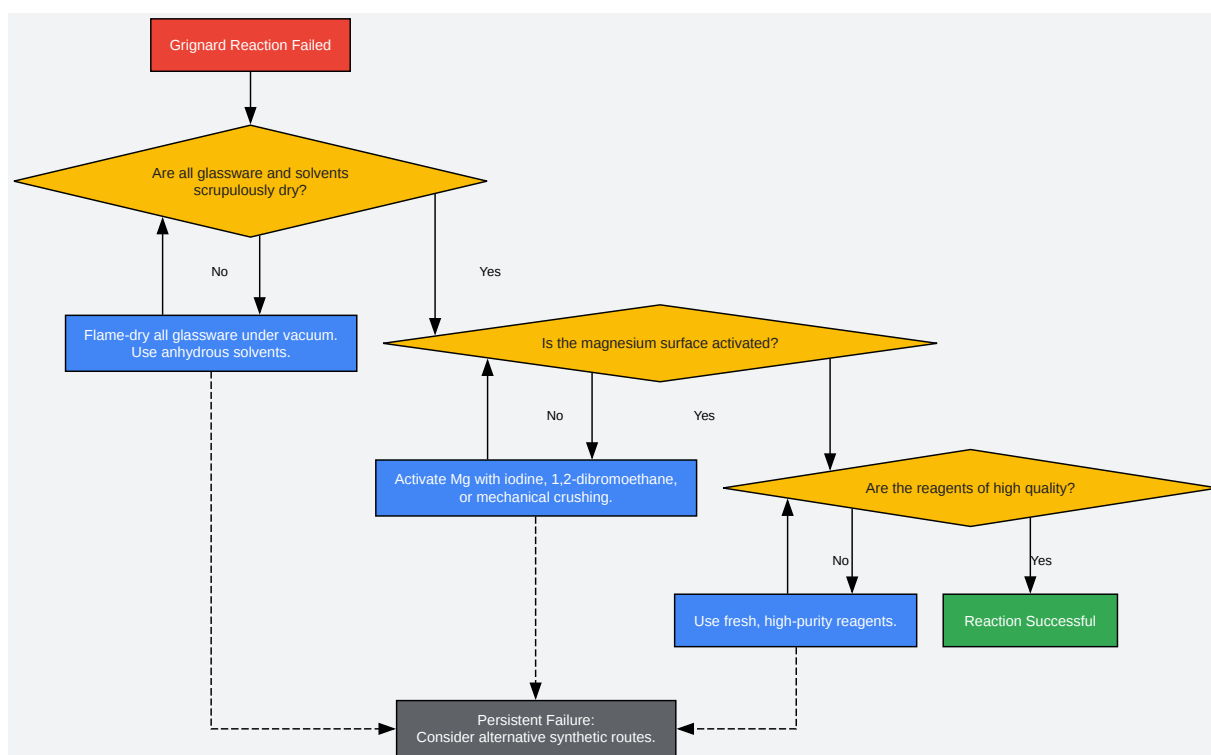 Grignard Reaction Failed
Are all glassware and solvents
scrupulously dry?
No
Yes
Flame-dry all glassware under vacuum.
Use anhydrous solvents.
Is the magnesium surface activated?
No
Yes
Activate Mg with iodine, 1,2-dibromoethane,
or mechanical crushing.
Are the reagents of high quality?
No
Yes
Use fresh, high-purity reagents.
Reaction Successful
Persistent Failure:
Consider alternative synthetic routes.